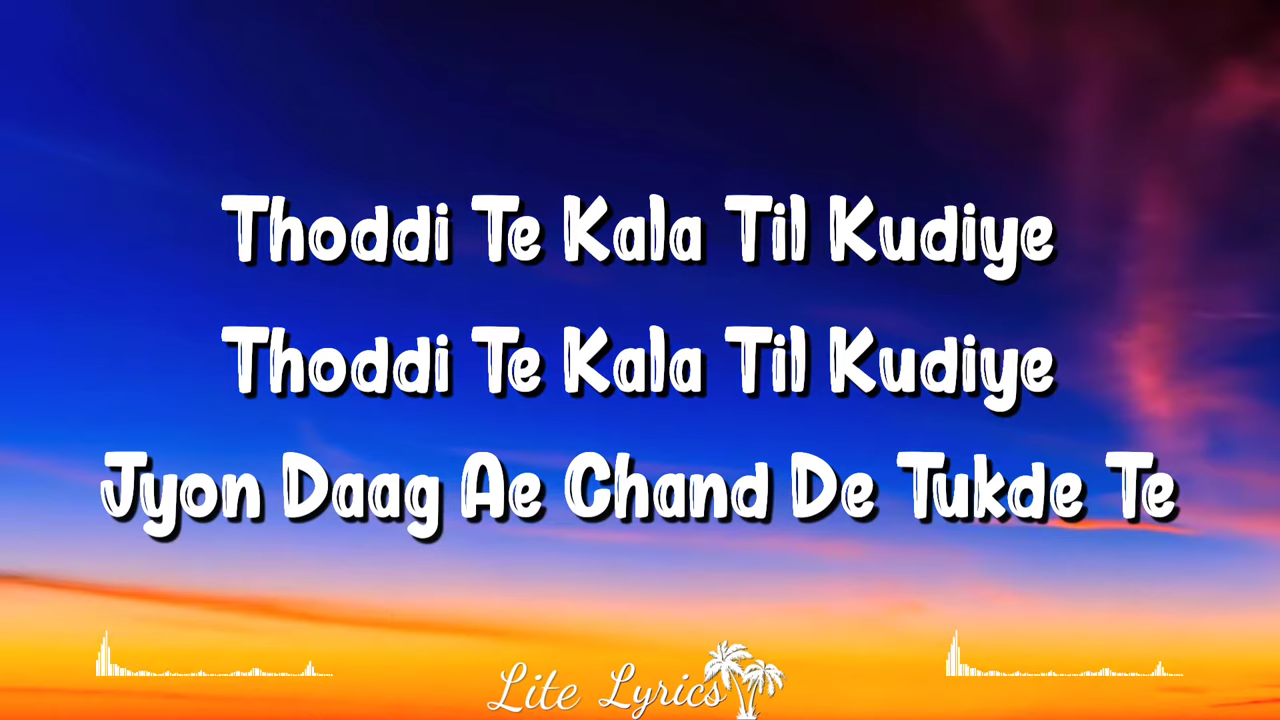 Thoddi Te Kala Til Kudiye
Thoddi Te Kala Til Kudiye
Jyon Daag Ae Chand De Tukde Te
Lite Lyrics